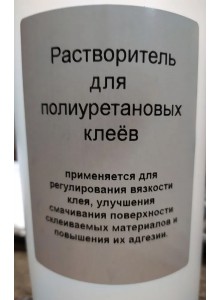 Растворитель
для
полиуретановых
клеёв
применяется для
регулирования вязкости
клея, улучшения
смачивания поверхности
склеиваемых материалов и
повышения их адгезии.